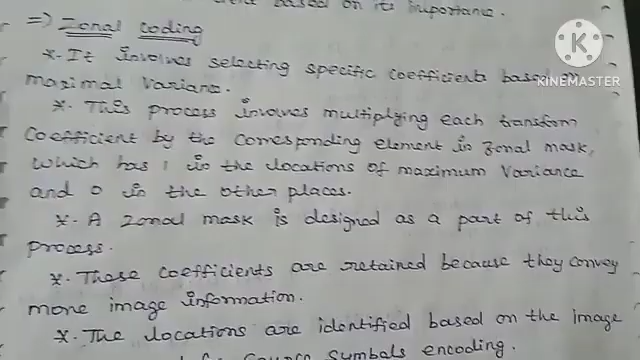 based on its importance.
=> Zonal coding
*. It involves selecting specific coefficients based on
maximal variance.
*. This process involves multiplying each transform
coefficient by the corresponding element in zonal mask,
which has 1 in the locations of maximum variance
and 0 in the other places.
*. A zonal mask is designed as a part of this
process.
*. These coefficients are retained because they convey
more image information.
*. The locations are identified based on the image
symbols encoding.
KINEMASTER